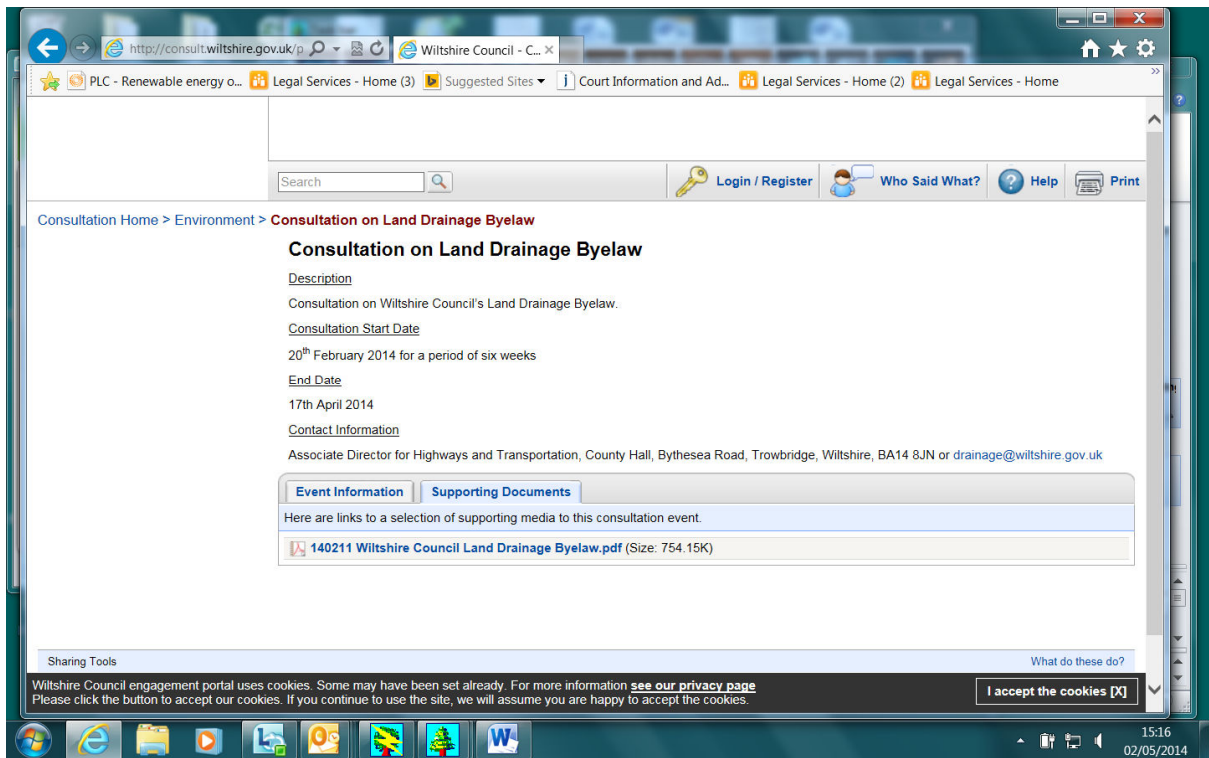 http://consult.wiltshire.gov.uk/p
Wiltshire Council - C...
PLC - Renewable energy o...
Legal Services - Home (3)
Suggested Sites
Court Information and Ad...
Legal Services - Home (2)
Legal Services - Home
Search
Login / Register
Who Said What?
Help
Print
Consultation Home > Environment > Consultation on Land Drainage Byelaw
Consultation on Land Drainage Byelaw
Description
Consultation on Wiltshire Council's Land Drainage Byelaw.
Consultation Start Date
20th February 2014 for a period of six weeks
End Date
17th April 2014
Contact Information
Associate Director for Highways and Transportation, County Hall, Bythesea Road, Trowbridge, Wiltshire, BA14 8JN or drainage@wiltshire.gov.uk
Event Information
Supporting Documents
Here are links to a selection of supporting media to this consultation event.
140211 Wiltshire Council Land Drainage Byelaw.pdf (Size: 754.15K)
Sharing Tools
What do these do?
Wiltshire Council engagement portal uses cookies. Some may have been set already. For more information see our privacy page
Please click the button to accept our cookies. If you continue to use the site, we will assume you are happy to accept the cookies.
I accept the cookies [X]
15:16
02/05/2014